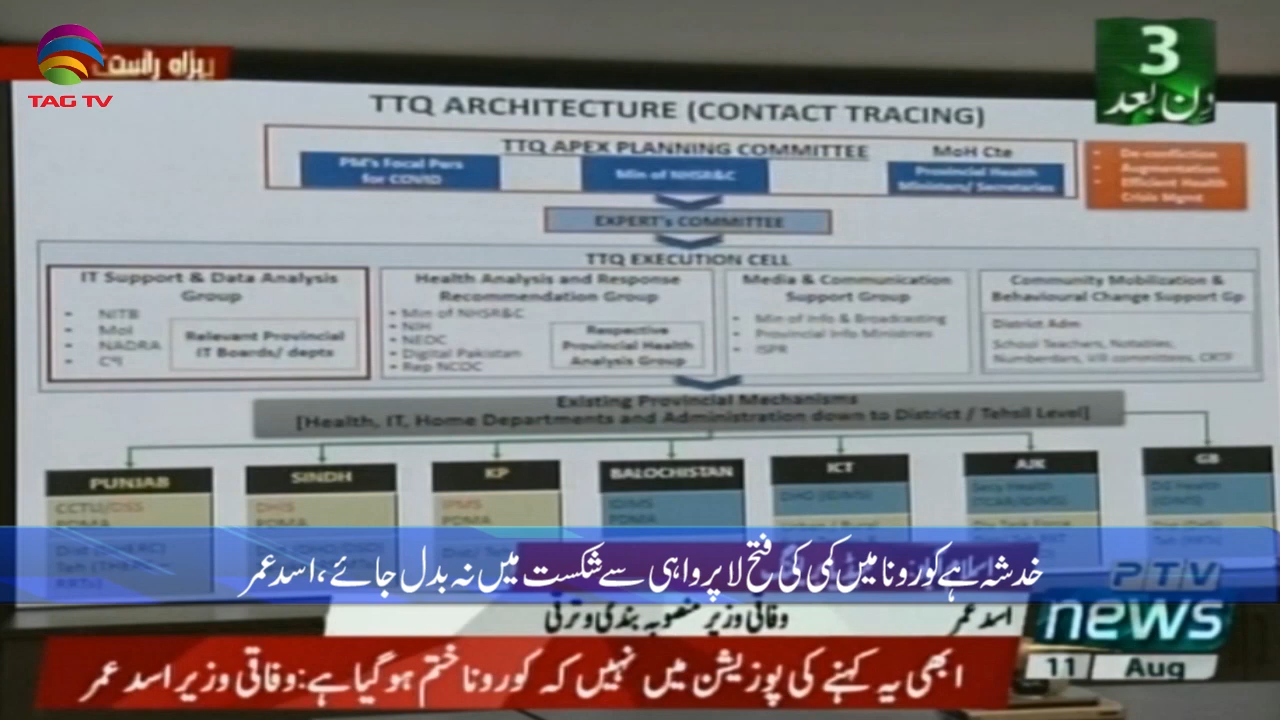 براہ راست
TAG TV
3
دن بعد
TTQ ARCHITECTURE (CONTACT TRACING)
TTQ APEX PLANNING COMMITTEE
MoH Cte
PM's Focal Pers
for COVID
Min of NHSR&C
Provincial Health
Ministers/ Secretaries
• De-confliction
• Augmentation
• Efficient Health
Crisis Mgmt
EXPERT's COMMITTEE
TTQ EXECUTION CELL
IT Support & Data Analysis
Group
• NITB
• MoI
• NADRA
Relevant Provincial
IT Boards/ depts
Health Analysis and Response
Recommendation Group
• Min of NHSR&C
• NIH
• NEOC
• Digital Pakistan
• Rep NCOC
Respective
Provincial Health
Analysis Group
Media & Communication
Support Group
• Min of Info & Broadcasting
• Provincial Info Ministries
• ISPR
Community Mobilization &
Behavioural Change Support Gp
District Adm
School Teachers, Notables,
Numberders, Vill committees, CRTF
Existing Provincial Mechanisms
[Health, IT, Home Departments and Administration down to District / Tehsil Level]
PUNJAB
SINDH
KP
BALOCHISTAN
ICT
AJK
GB
PDMA
DHIS
PDMA
PDMA
IDIMS
PDMA
خدشہ ہے کورونا میں کمی کی فتح لاپرواہی سے شکست میں نہ بدل جائے، اسد عمر
اسد عمر
وفاقی وزیر منصوبہ بندی و ترقی
PTV
news
ابھی یہ کہنے کی پوزیشن میں نہیں کہ کورونا ختم ہو گیا ہے: وفاقی وزیر اسد عمر
11 Aug